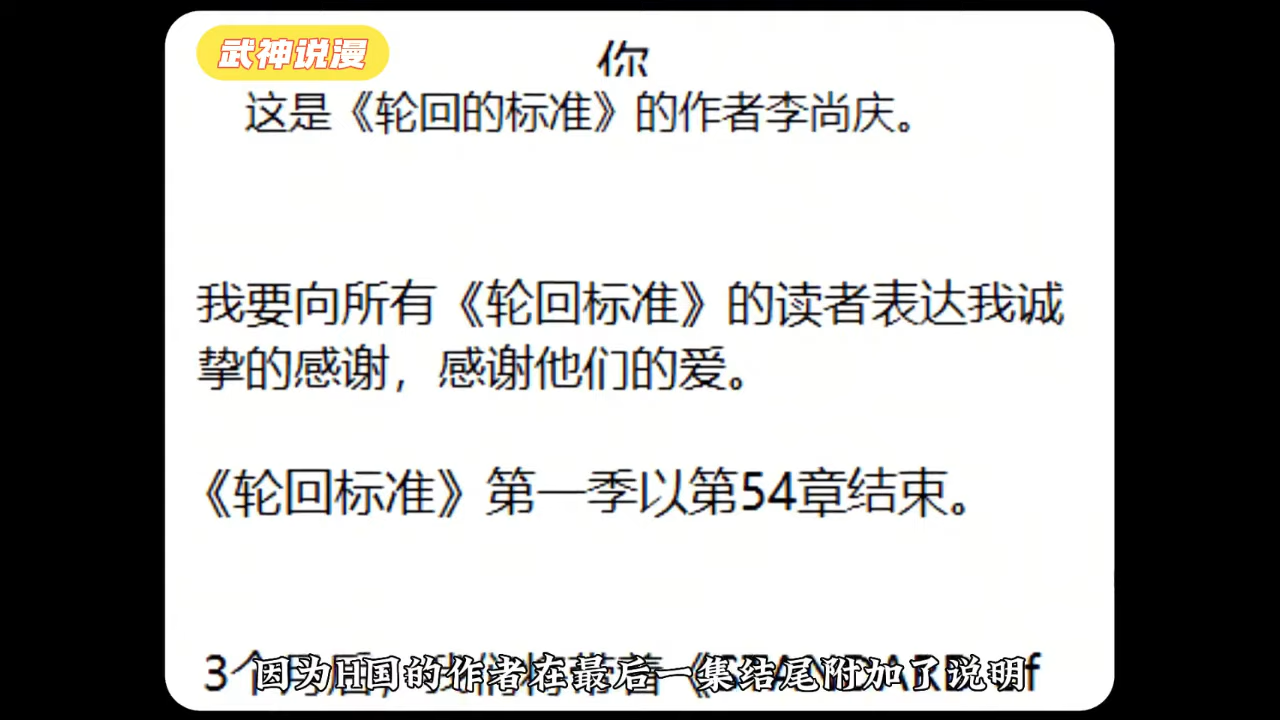 武神说漫
你
这是《轮回的标准》的作者李尚庆。
我要向所有《轮回标准》的读者表达我诚
挚的感谢，感谢他们的爱。
《轮回标准》第一季以第54章结束。
3个
因为H国的作者在最后一集结尾附加了说明